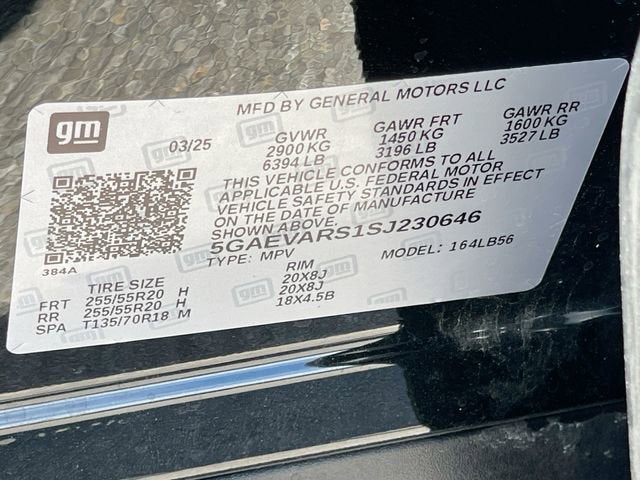 MFD BY GENERAL MOTORS LLC
gm
03/25
GVWR
2900 KG
6394 LB
GAWR FRT
1450 KG
3196 LB
GAWR RR
1600 KG
3527 LB
THIS VEHICLE CONFORMS TO ALL
APPLICABLE U.S. FEDERAL MOTOR
VEHICLE SAFETY STANDARDS IN EFFECT
ON THE DATE OF MANUFACTURE
SHOWN ABOVE.
5GAEVARS1SJ230646
TYPE: MPV
MODEL: 164LB56
384A
TIRE SIZE
RIM
FRT 255/55R20 H 20X8J
RR 255/55R20 H 20X8J
SPA T135/70R18 M 18X4.5B